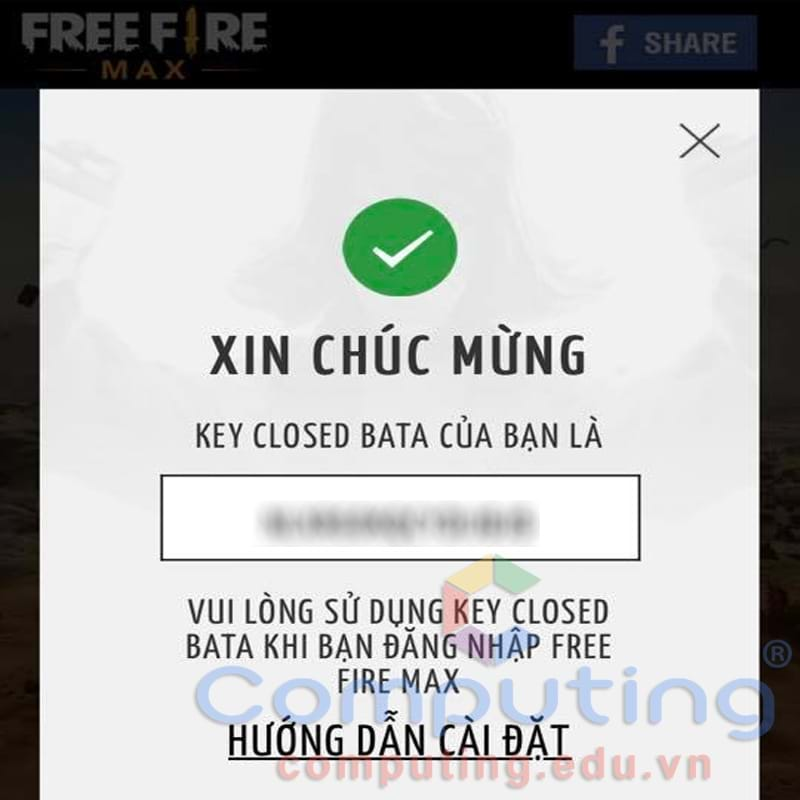 FREE FIRE
MAX
f SHARE
XIN CHÚC MỪNG
KEY CLOSED BATA CỦA BẠN LÀ
VUI LÒNG SỬ DỤNG KEY CLOSED
BATA KHI BẠN ĐĂNG NHẬP FREE
FIRE MAX
Computing®
HƯỚNG DẪN CÀI ĐẶT
computing.edu.vn